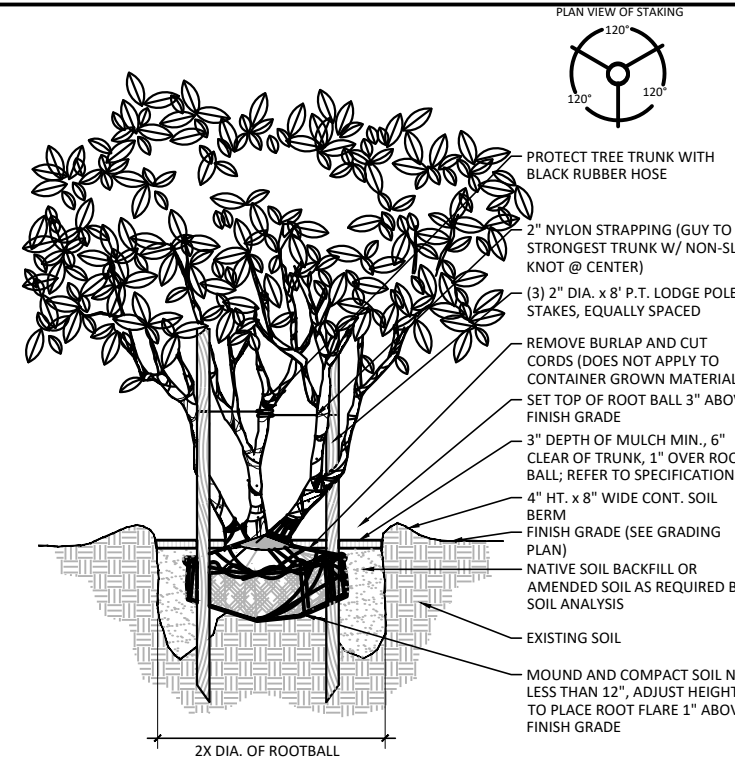 PLAN VIEW OF STAKING
120°
120°
120°
PROTECT TREE TRUNK WITH
BLACK RUBBER HOSE
2" NYLON STRAPPING (GUY TO
STRONGEST TRUNK W/ NON-SL
KNOT @ CENTER)
(3) 2" DIA. x 8' P.T. LODGE POLE
STAKES, EQUALLY SPACED
REMOVE BURLAP AND CUT
CORDS (DOES NOT APPLY TO
CONTAINER GROWN MATERIAL
SET TOP OF ROOT BALL 3" ABOV
FINISH GRADE
3" DEPTH OF MULCH MIN., 6"
CLEAR OF TRUNK, 1" OVER ROO
BALL; REFER TO SPECIFICATION
4" HT. x 8" WIDE CONT. SOIL
BERM
FINISH GRADE (SEE GRADING
PLAN)
NATIVE SOIL BACKFILL OR
AMENDED SOIL AS REQUIRED B
SOIL ANALYSIS
EXISTING SOIL
MOUND AND COMPACT SOIL N
LESS THAN 12", ADJUST HEIGHT
TO PLACE ROOT FLARE 1" ABOV
FINISH GRADE
2X DIA. OF ROOTBALL